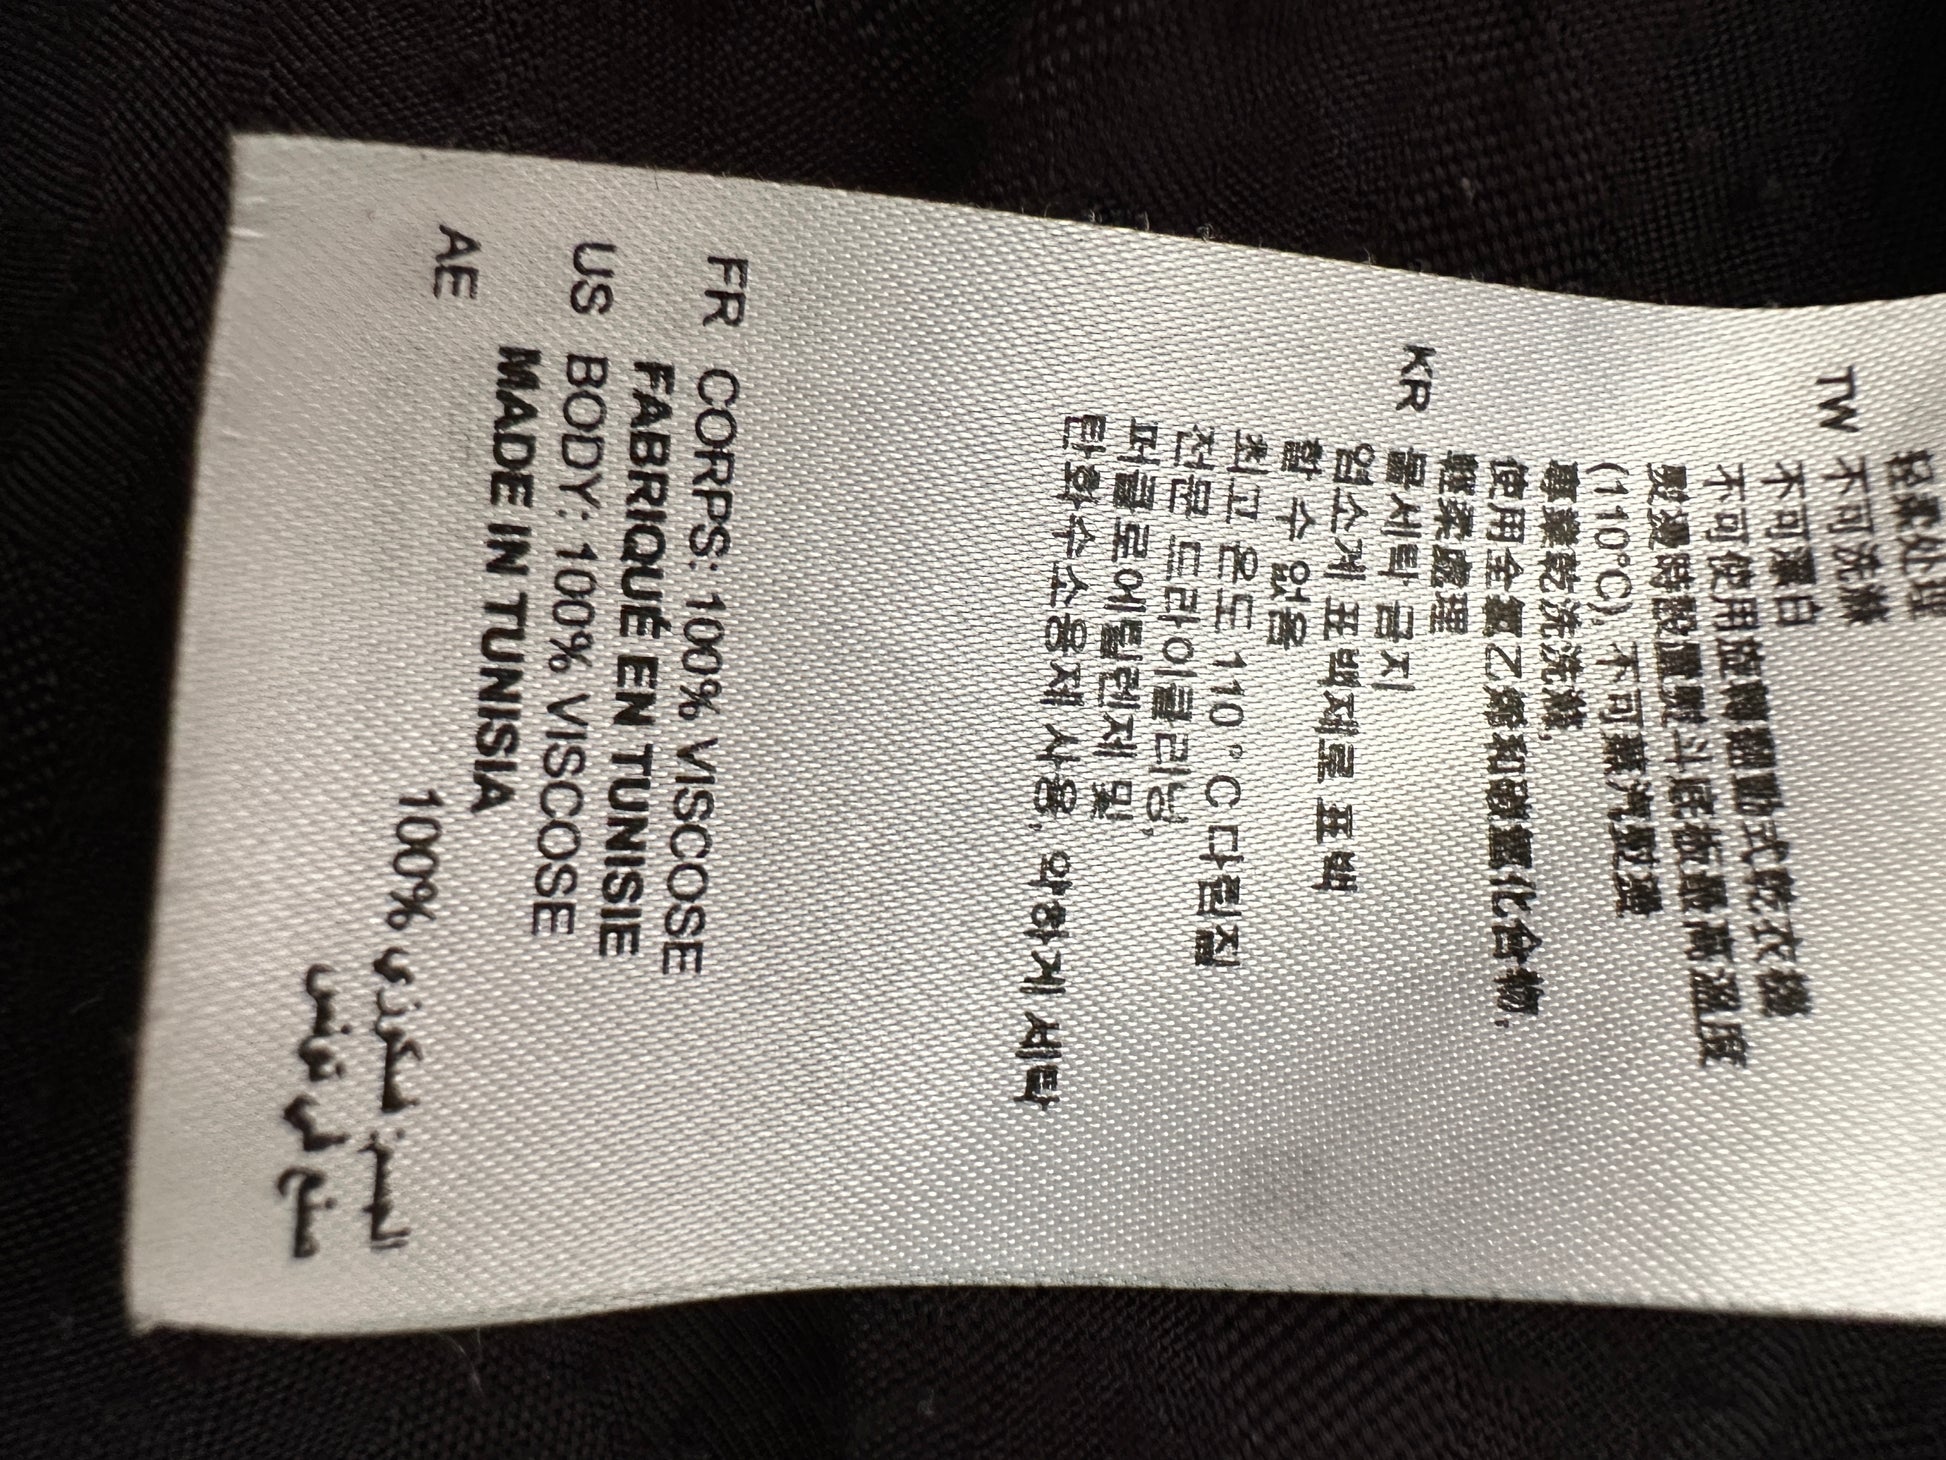 轻柔处理
TW 不可洗滌
不可漂白
不可使用拉轉翻動式乾衣機
熨燙時設置熨斗底板最高溫度
(110°C), 不可蒸汽熨燙
專業乾洗洗滌,
使用全氯乙烯和碳氫化合物,
輕柔處理
KR 물세탁 금지
염소계 표백제로 표백
할 수 없음
최고 온도 110°C 다림질
전문 드라이클리닝,
퍼클로에틸렌제 및
탄화수소용제 사용, 약하게 세탁
FR CORPS: 100% VISCOSE
FABRIQUÉ EN TUNISIE
US BODY: 100% VISCOSE
MADE IN TUNISIA
AE
100% فسكوزي
صنع في تونس